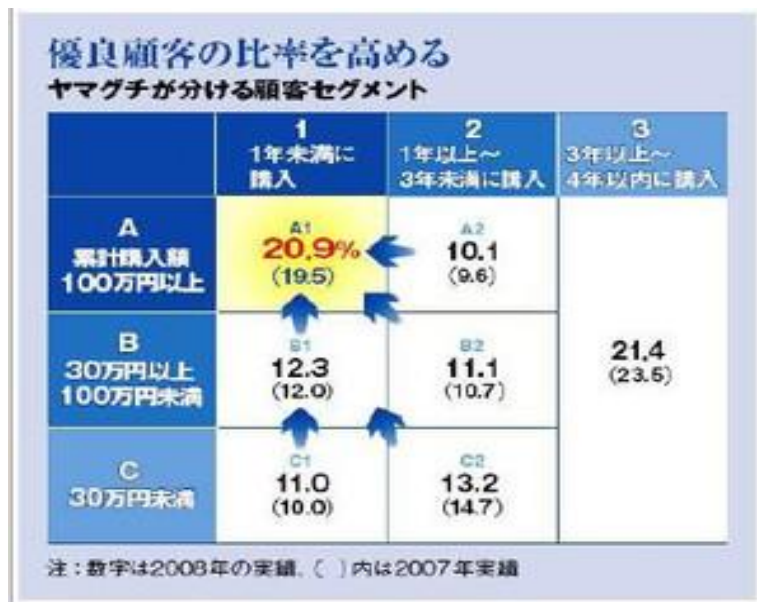 優良顧客の比率を高める
ヤマグチが分ける顧客セグメント
1
1年未満に
購入
2
1年以上〜
3年未満に購入
3
3年以上〜
4年以内に購入
A
累計購入額
100万円以上
A1
20.9%
(19.5)
A2
10.1
(9.6)
B
30万円以上
100万円未満
B1
12.3
(12.0)
B2
11.1
(10.7)
21.4
(23.5)
C
30万円未満
C1
11.0
(10.0)
C2
13.2
(14.7)
注：数字は2008年の実績、( )内は2007年実績